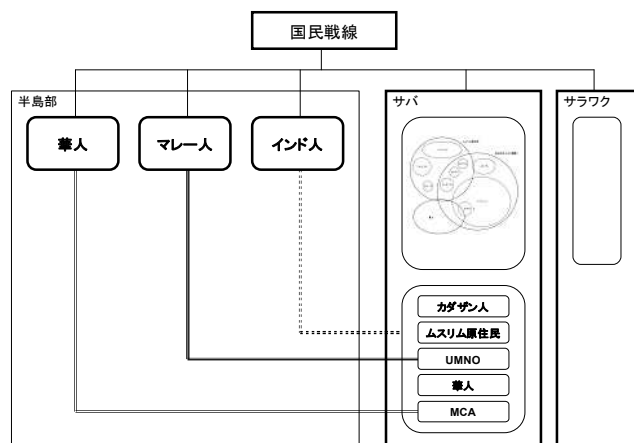 国民戦線
半島部
サバ
サラワク
華人
マレー人
インド人
カダザン人
ムスリム原住民
UMNO
華人
MCA